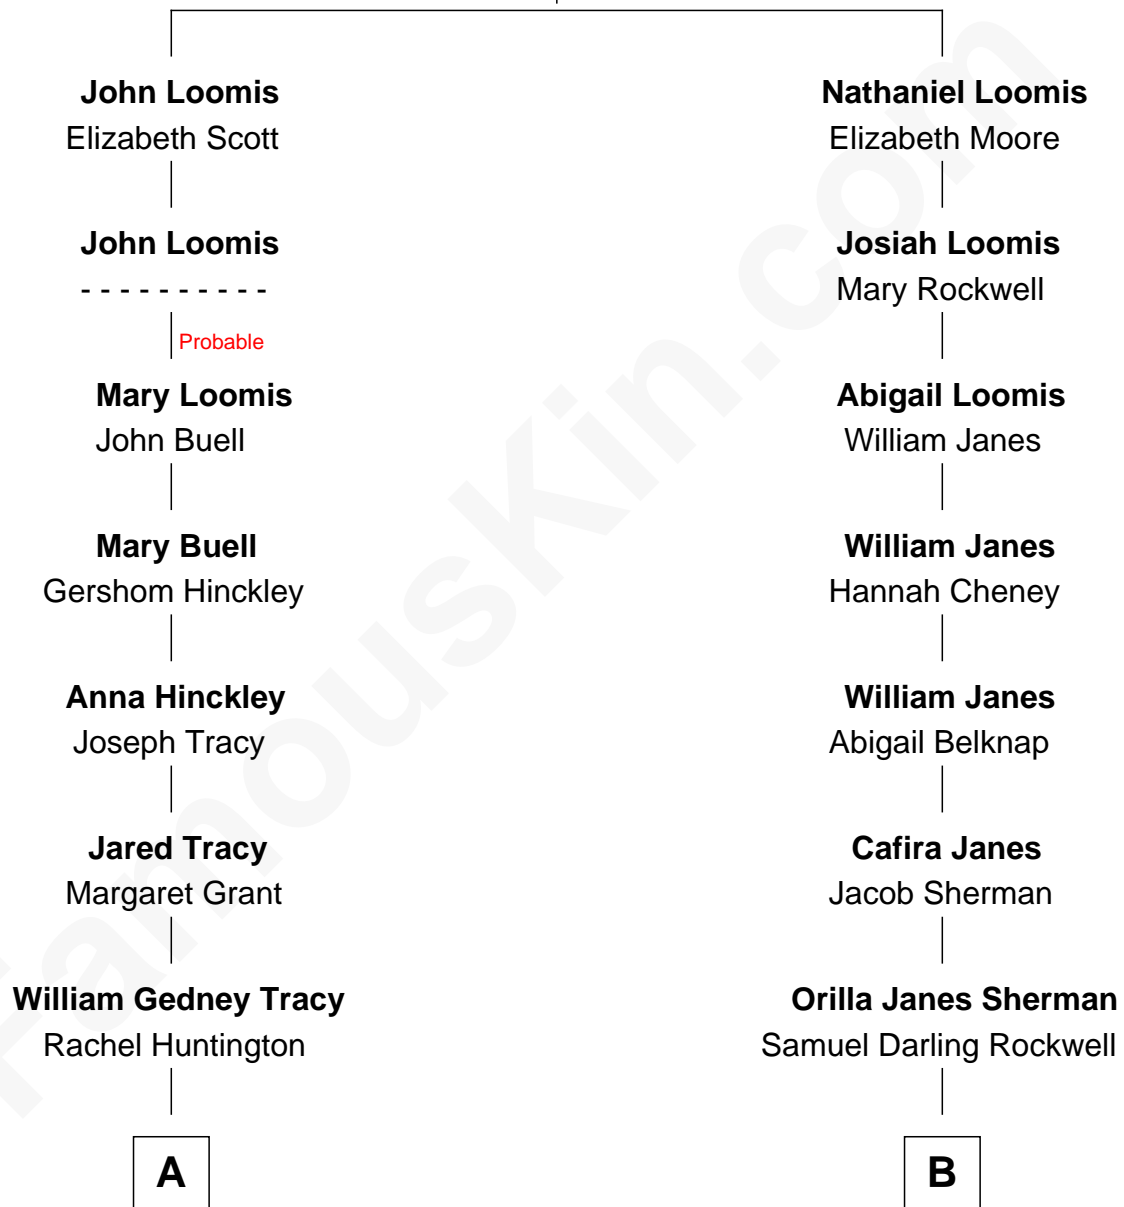 John Loomis
Elizabeth Scott
John Loomis
- - - - - - - - - -
Probable
Mary Loomis
John Buell
Mary Buell
Gershom Hinckley
Anna Hinckley
Joseph Tracy
Jared Tracy
Margaret Grant
William Gedney Tracy
Rachel Huntington
A
Nathaniel Loomis
Elizabeth Moore
Josiah Loomis
Mary Rockwell
Abigail Loomis
William Janes
William Janes
Hannah Cheney
William Janes
Abigail Belknap
Cafira Janes
Jacob Sherman
Orilla Janes Sherman
Samuel Darling Rockwell
B
FamousKin.com